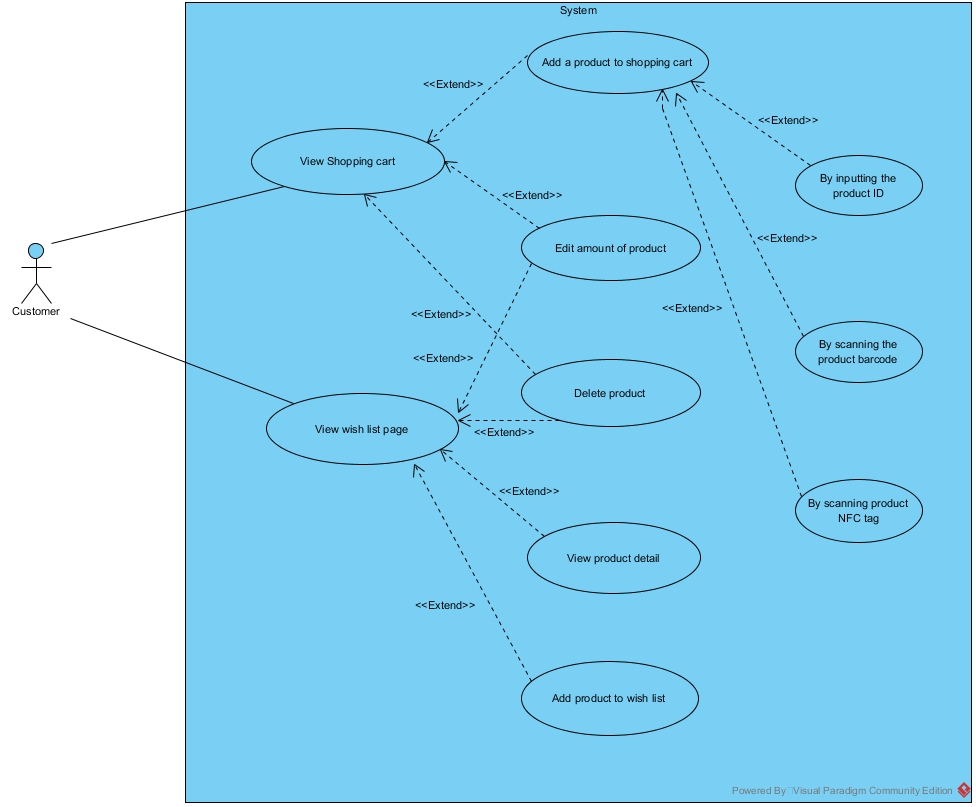 System
Add a product to shopping cart
<<Extend>>
<<Extend>>
View Shopping cart
By inputting the
product ID
<<Extend>>
Edit amount of product
<<Extend>>
Customer
<<Extend>>
<<Extend>>
By scanning the
product barcode
<<Extend>>
Delete product
View wish list page
<<Extend>>
<<Extend>>
By scanning product
NFC tag
View product detail
<<Extend>>
Add product to wish list
Powered By Visual Paradigm Community Edition